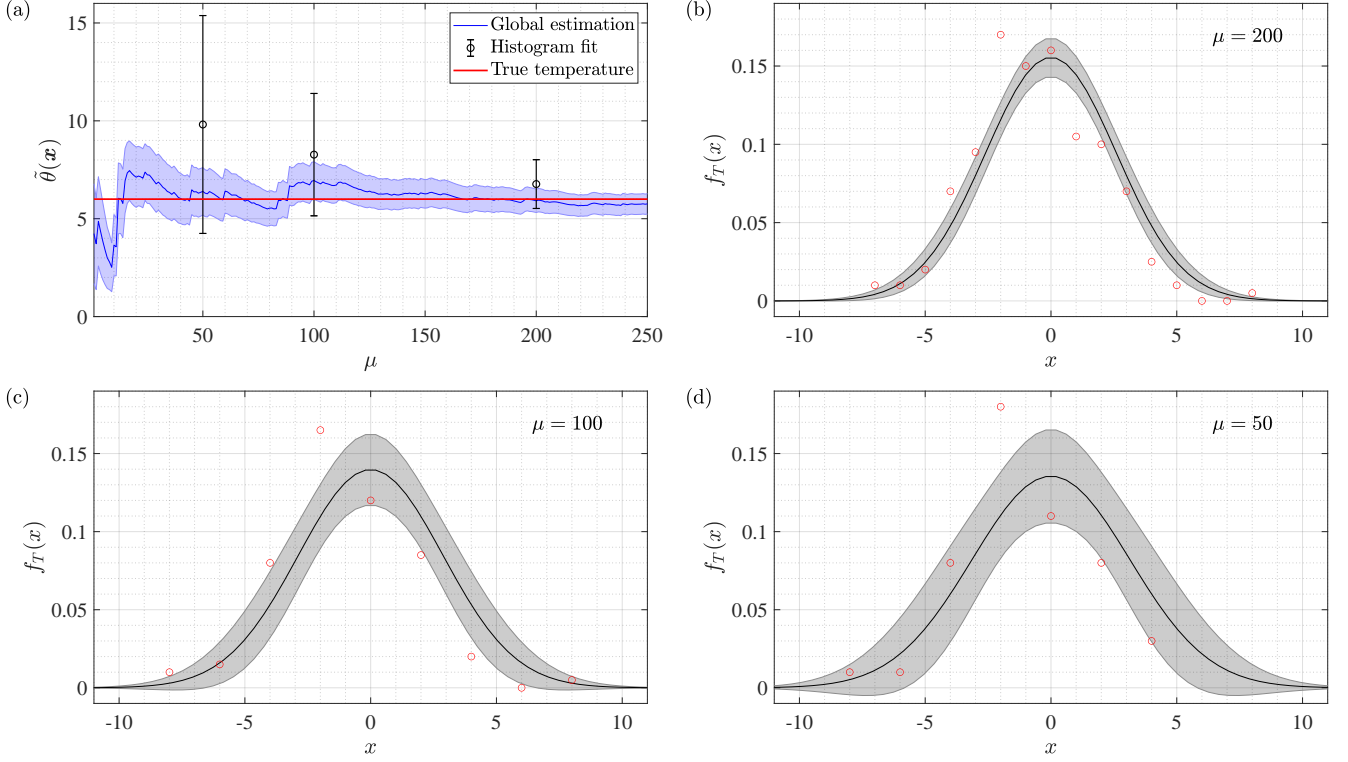 (a)
15
10
5
0
θ̃(x)
50
100
150
200
250
μ
Global estimation
Histogram fit
True temperature
(b)
μ = 200
0.15
0.1
0.05
0
f_T(x)
-10
-5
0
5
10
x
(c)
μ = 100
0.15
0.1
0.05
0
f_T(x)
-10
-5
0
5
10
x
(d)
μ = 50
0.15
0.1
0.05
0
f_T(x)
-10
-5
0
5
10
x